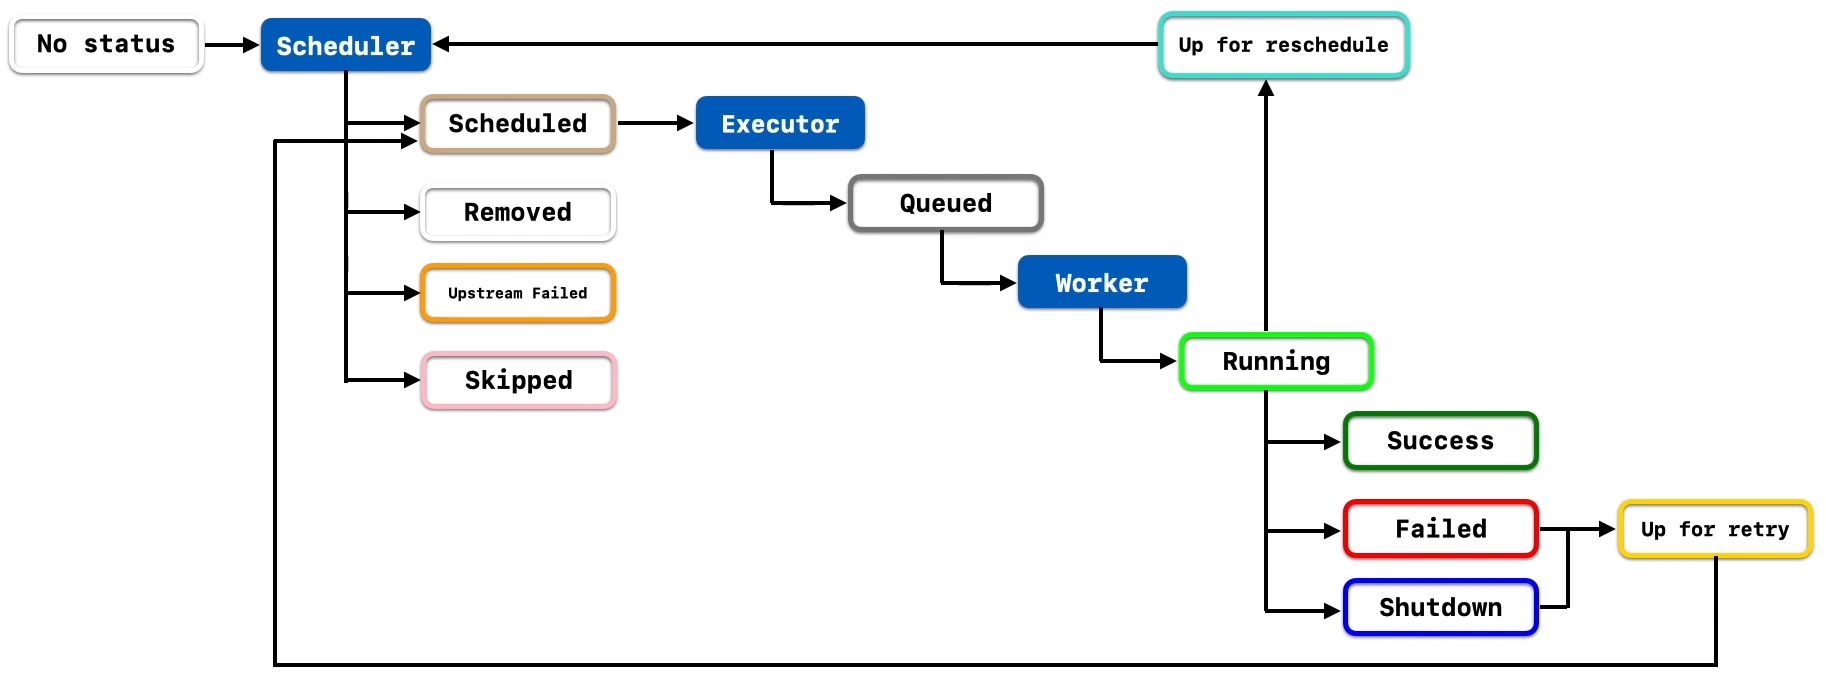 No status
Scheduler
Up for reschedule
Scheduled
Executor
Queued
Removed
Worker
Upstream Failed
Running
Skipped
Success
Failed
Up for retry
Shutdown